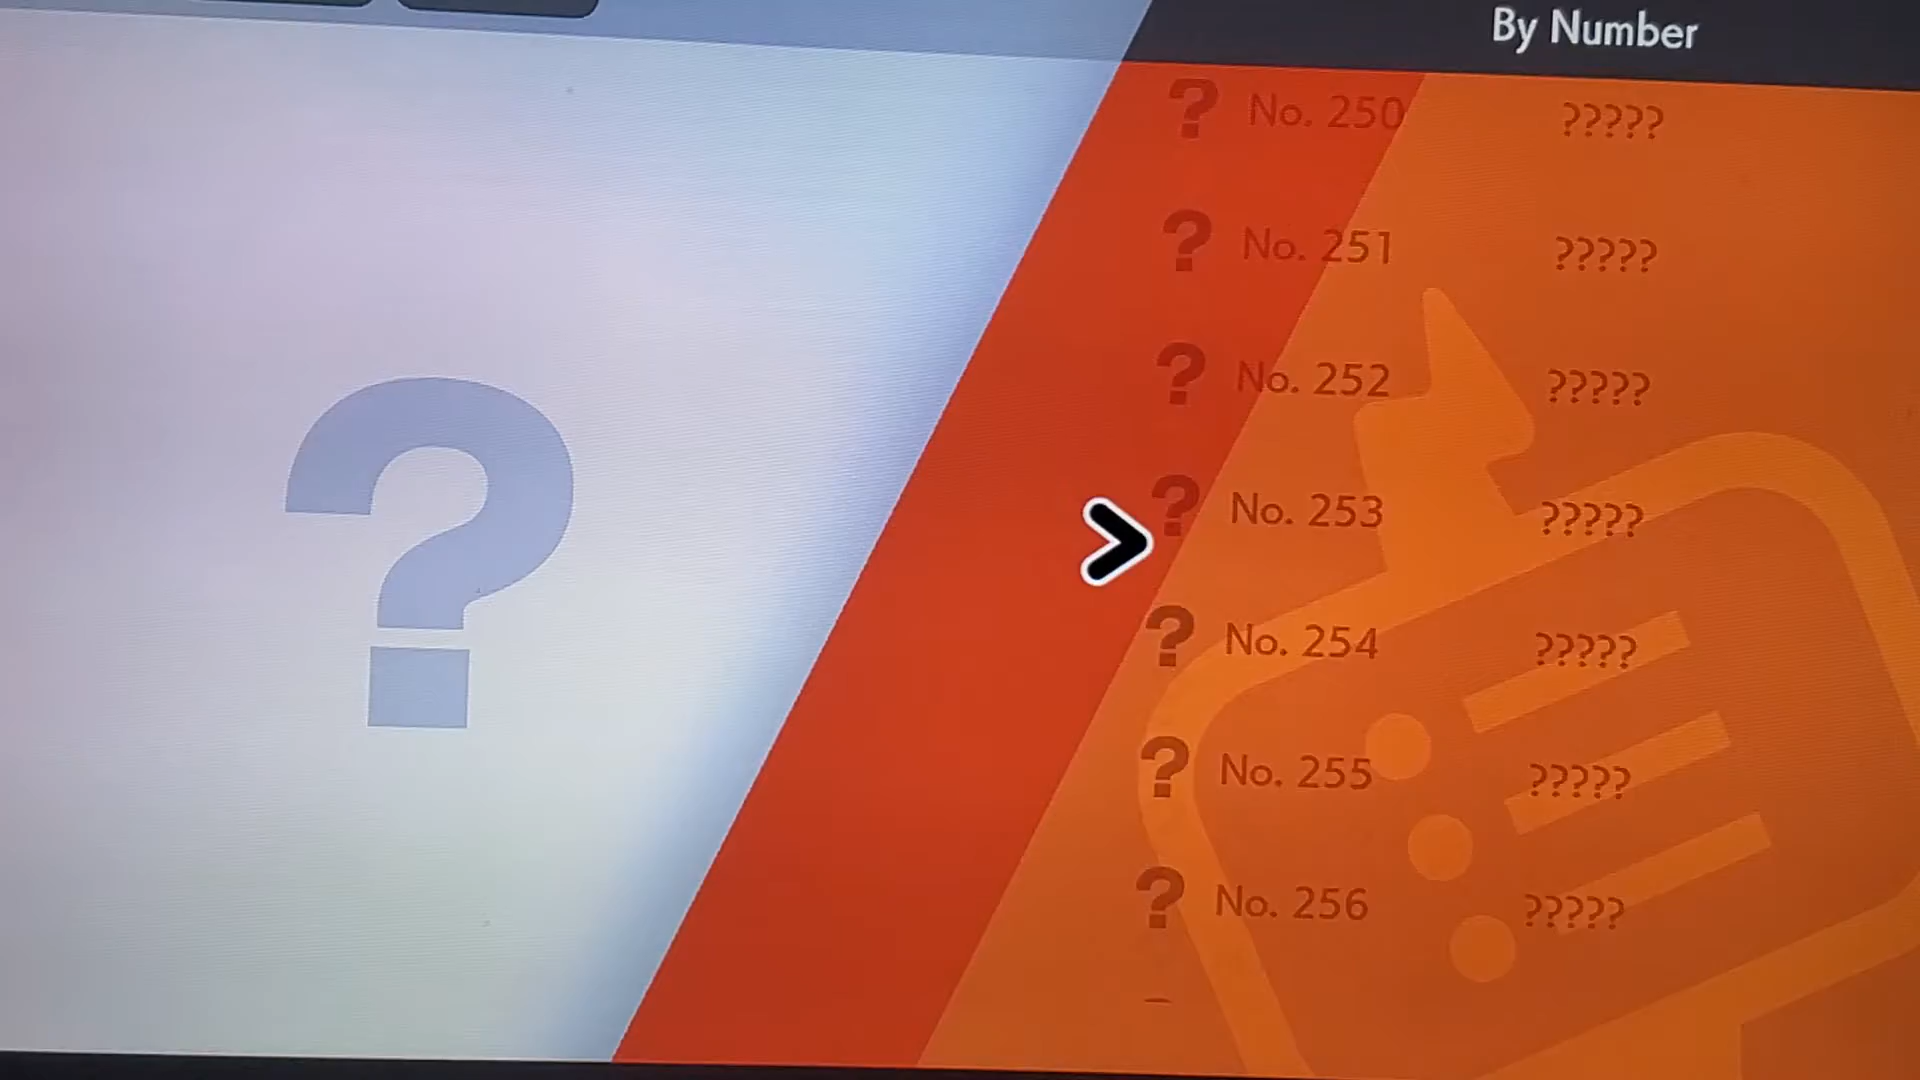 By Number
? No. 250 ?????
? No. 251 ?????
? No. 252 ?????
? No. 253 ?????
? No. 254 ?????
? No. 255 ?????
? No. 256 ?????
?